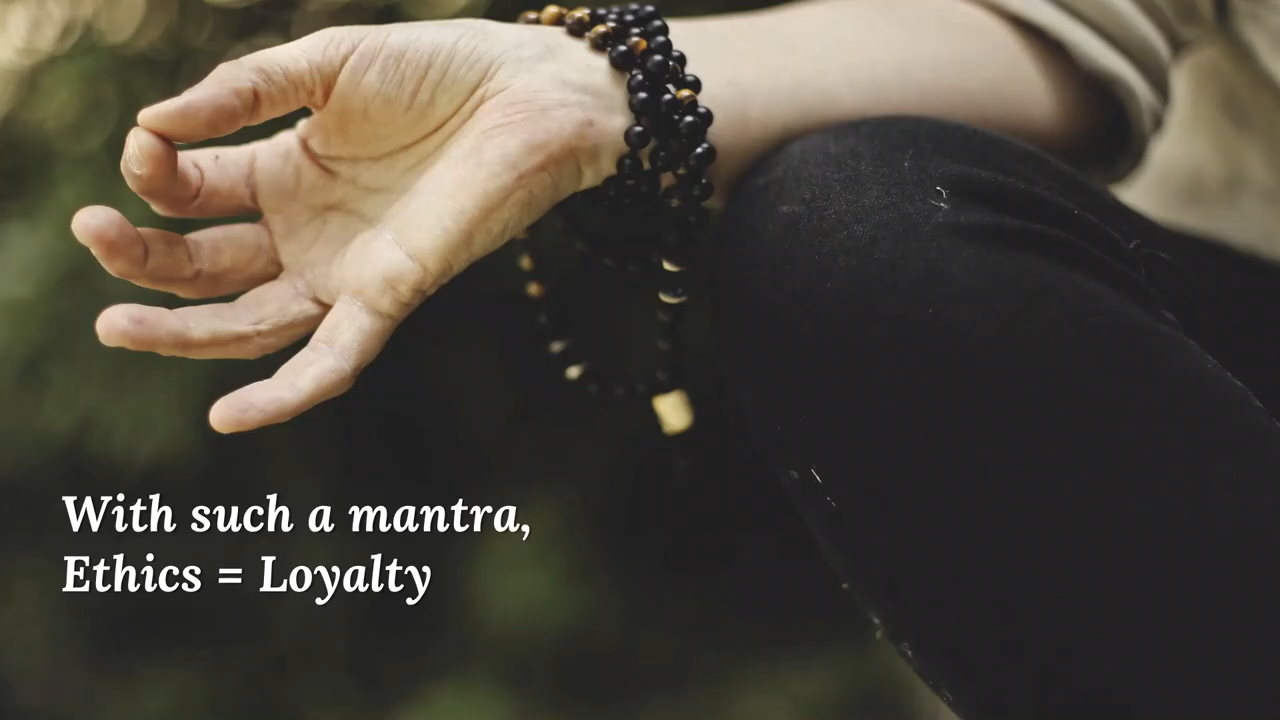 With such a mantra,
Ethics = Loyalty